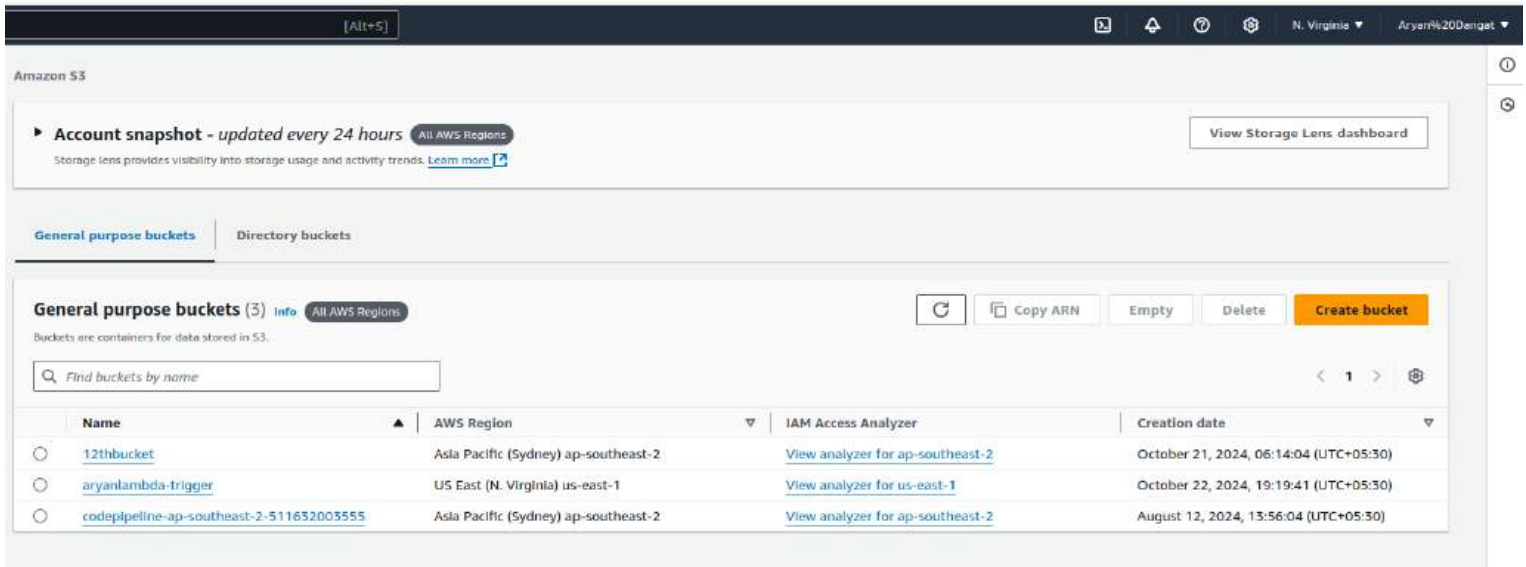 [Alt+S] N. Virginia ▼ Aryan%20Dangat ▼
Amazon S3
Account snapshot - updated every 24 hours All AWS Regions View Storage Lens dashboard
Storage lens provides visibility into storage usage and activity trends. Learn more
General purpose buckets Directory buckets
General purpose buckets (3) Info All AWS Regions Copy ARN Empty Delete Create bucket
Buckets are containers for data stored in S3.
Find buckets by name < 1 >
Name AWS Region IAM Access Analyzer Creation date
12thbucket Asia Pacific (Sydney) ap-southeast-2 View analyzer for ap-southeast-2 October 21, 2024, 06:14:04 (UTC+05:30)
aryanlambda-trigger US East (N. Virginia) us-east-1 View analyzer for us-east-1 October 22, 2024, 19:19:41 (UTC+05:30)
codepipeline-ap-southeast-2-511632003555 Asia Pacific (Sydney) ap-southeast-2 View analyzer for ap-southeast-2 August 12, 2024, 13:56:04 (UTC+05:30)